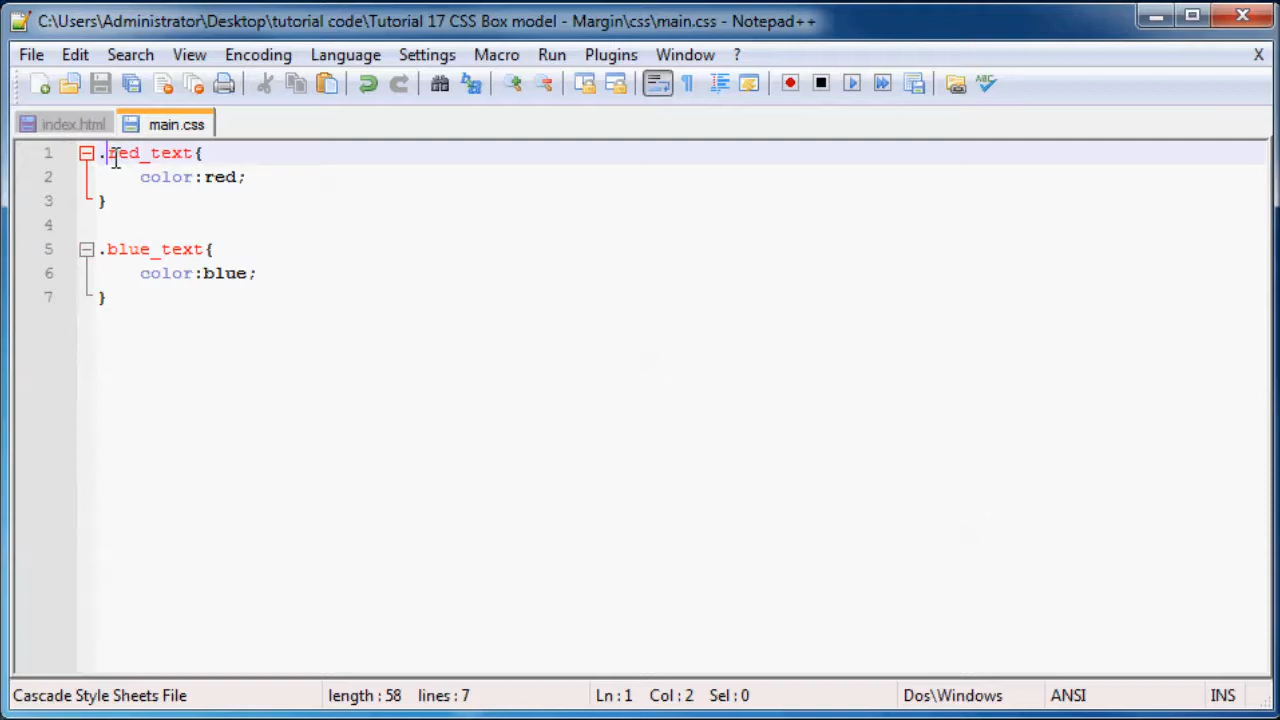 C:\Users\Administrator\Desktop\tutorial code\Tutorial 17 CSS Box model - Margin\css\main.css - Notepad++
File Edit Search View Encoding Language Settings Macro Run Plugins Window ? X
index.html main.css
1 .red_text{
2 color:red;
3 }
4
5 .blue_text{
6 color:blue;
7 }
Cascade Style Sheets File length : 58 lines : 7 Ln : 1 Col : 2 Sel : 0 Dos\Windows ANSI INS